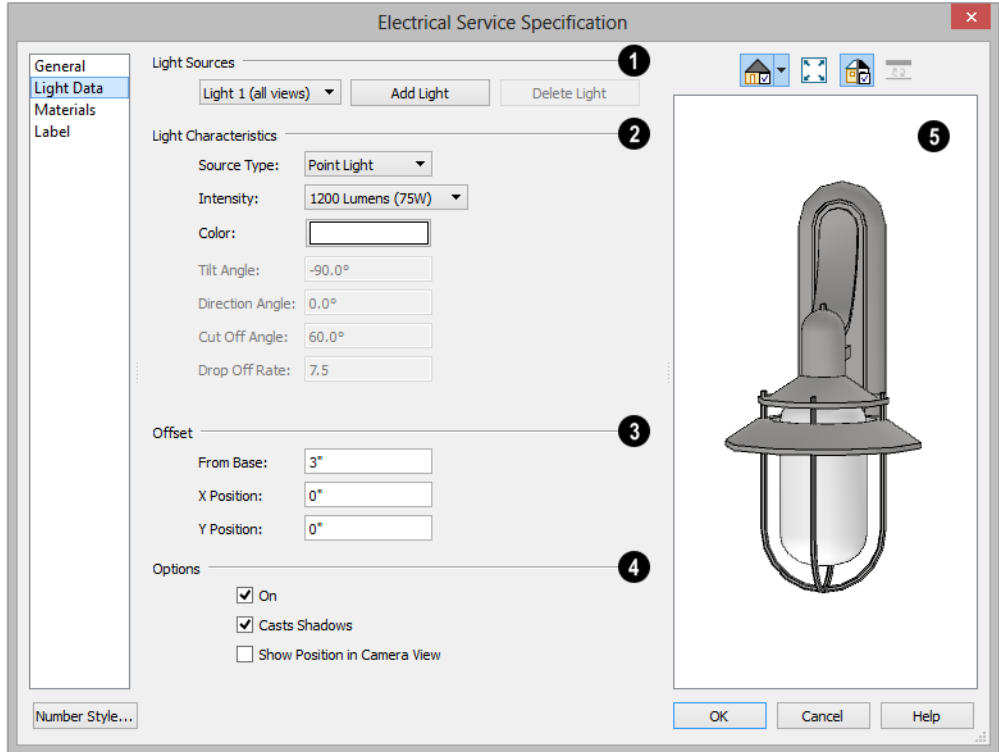 Electrical Service Specification
General
Light Data
Materials
Label
Light Sources 1
Light 1 (all views) Add Light Delete Light
Light Characteristics 2
Source Type: Point Light
Intensity: 1200 Lumens (75W)
Color:
Tilt Angle: -90.0°
Direction Angle: 0.0°
Cut Off Angle: 60.0°
Drop Off Rate: 7.5
Offset 3
From Base: 3"
X Position: 0"
Y Position: 0"
Options 4
On
Casts Shadows
Show Position in Camera View
5
Number Style... OK Cancel Help